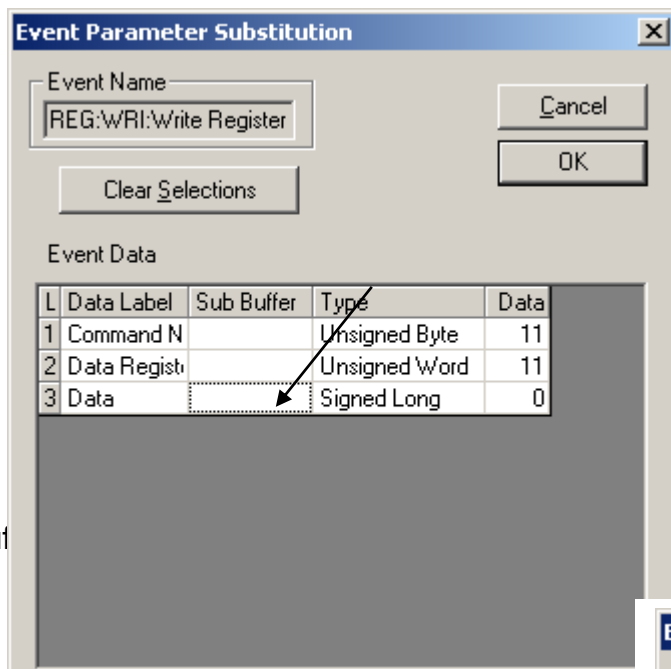 Event Parameter Substitution
Event Name
REG:WRI:Write Register
Cancel
OK
Clear Selections
Event Data
L Data Label Sub Buffer Type Data
1 Command N Unsigned Byte 11
2 Data Regist Unsigned Word 11
3 Data Signed Long 0
E